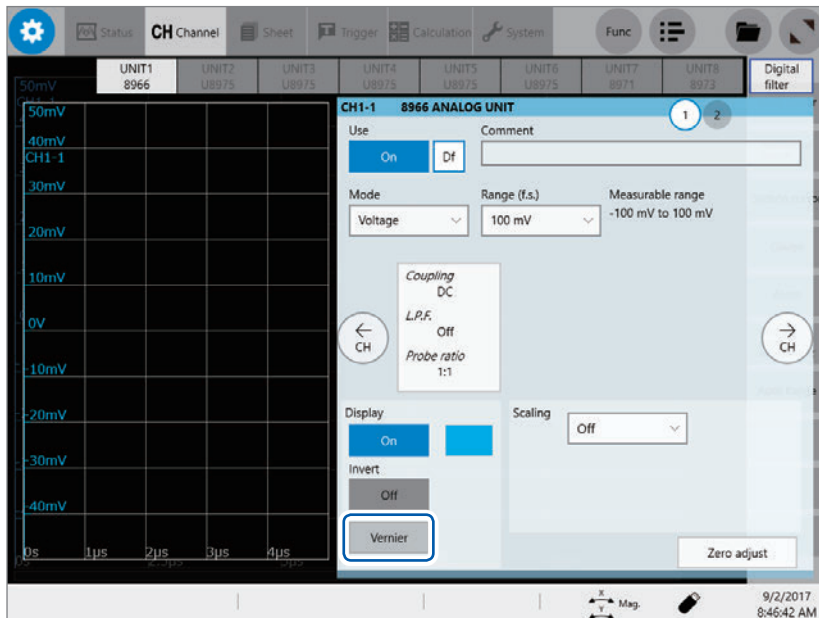 Status CH Channel Sheet Trigger Calculation System Func
UNIT1 UNIT2 UNIT3 UNIT4 UNIT5 UNIT6 UNIT7 UNIT8 Digital
8966 U8975 U8975 U8975 U8975 U8975 8971 8973 filter
50mV
50mV
40mV
CH1-1
30mV
20mV
10mV
0V
-10mV
-20mV
-30mV
-40mV
0s 1µs 2µs 3µs 4µs
CH1-1 8966 ANALOG UNIT 1 2
Use Comment
On Df
Mode Range (f.s.) Measurable range
Voltage 100 mV -100 mV to 100 mV
Coupling
DC
L.P.F.
Off
Probe ratio
1:1
CH
CH
Display Scaling
On Off
Invert
Off
Vernier
Zero adjust
X
Y Mag.
9/2/2017
8:46:42 AM